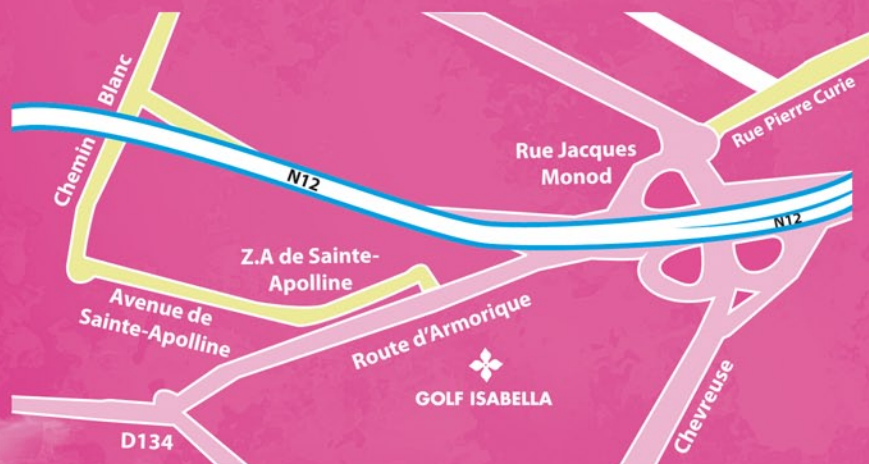 Chemin Blanc
N12
Rue Jacques
Monod
Rue Pierre Curie
N12
Z.A de Sainte-
Apolline
Avenue de
Sainte-Apolline
Route d'Armorique
GOLF ISABELLA
Chevreuse
D134